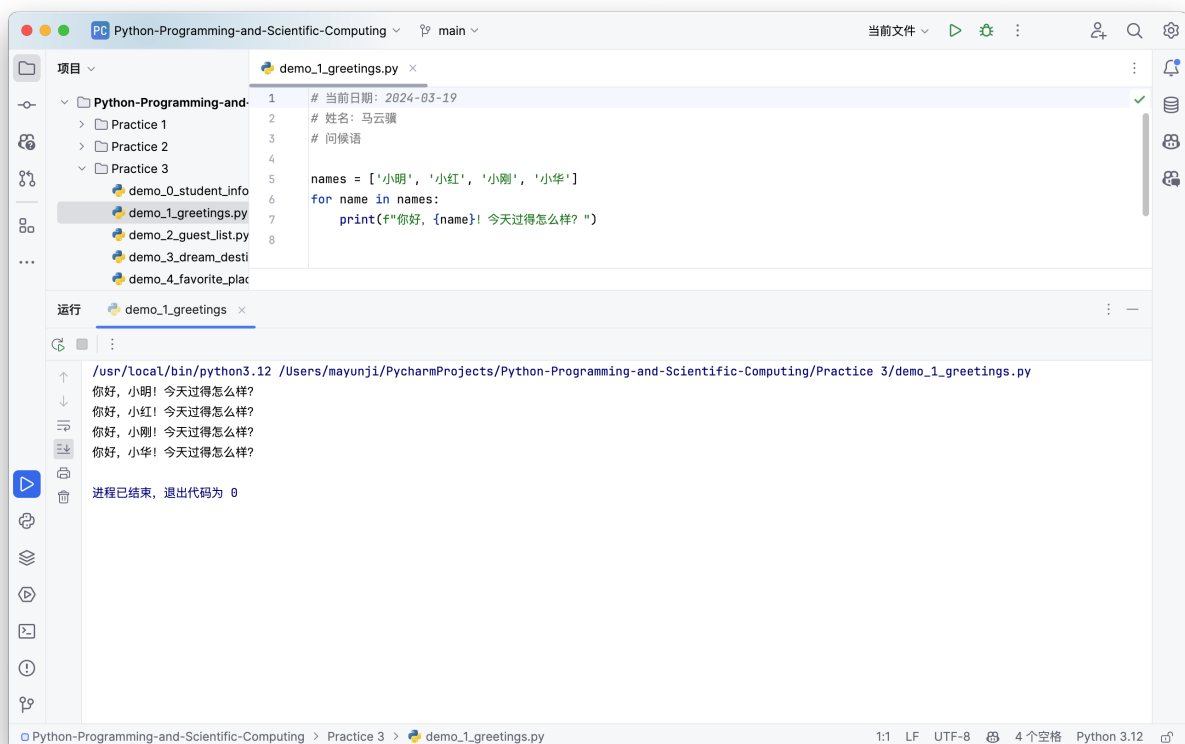 PC Python-Programming-and-Scientific-Computing main 当前文件
项目
Python-Programming-and-
Practice 1
Practice 2
Practice 3
demo_0_student_info
demo_1_greetings.py
demo_2_guest_list.py
demo_3_dream_desti
demo_4_favorite_plac
demo_1_greetings.py
1 # 当前日期：2024-03-19
2 # 姓名：马云骥
3 # 问候语
4
5 names = ['小明', '小红', '小刚', '小华']
6 for name in names:
7     print(f"你好，{name}！今天过得怎么样？")
8
运行 demo_1_greetings
/usr/local/bin/python3.12 /Users/mayunji/PycharmProjects/Python-Programming-and-Scientific-Computing/Practice 3/demo_1_greetings.py
你好，小明！今天过得怎么样？
你好，小红！今天过得怎么样？
你好，小刚！今天过得怎么样？
你好，小华！今天过得怎么样？
进程已结束，退出代码为 0
Python-Programming-and-Scientific-Computing > Practice 3 > demo_1_greetings.py 1:1 LF UTF-8 4 个空格 Python 3.12